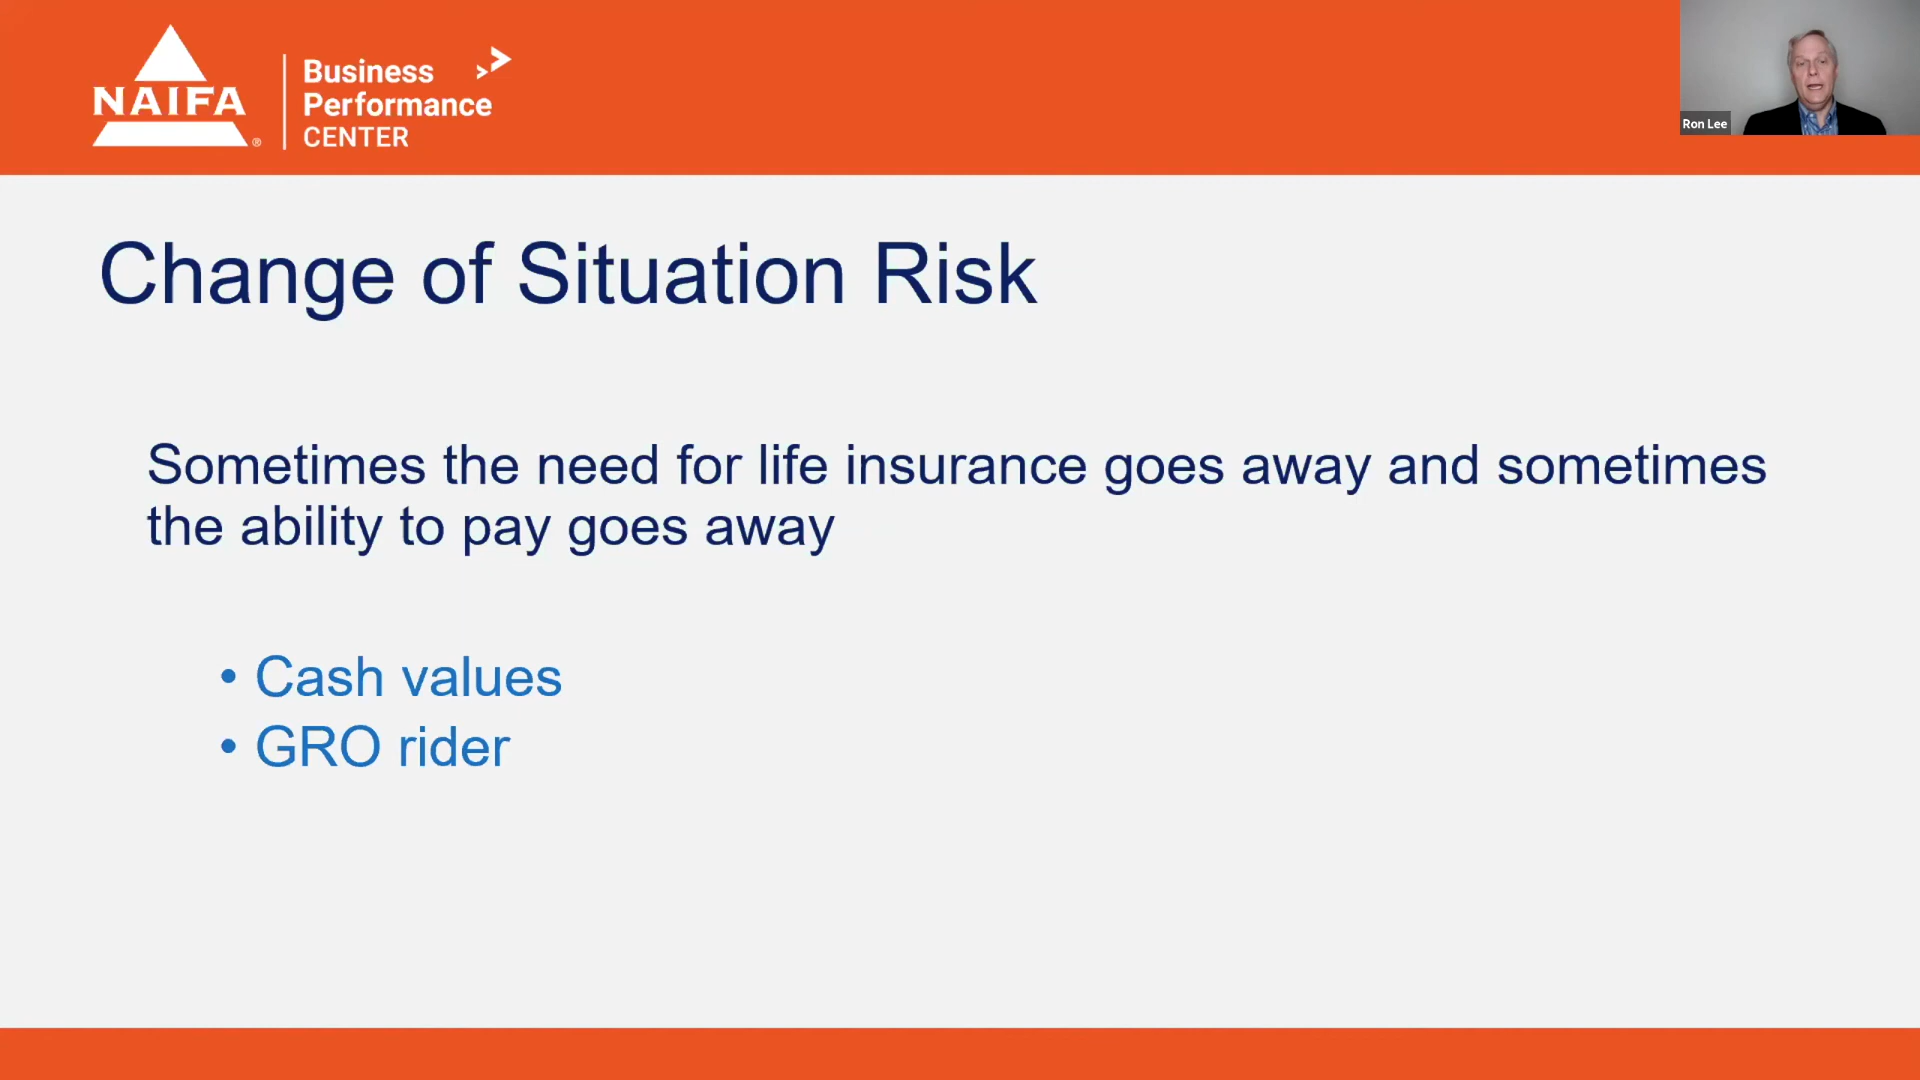 NAIFA
®
Business
Performance
CENTER
Ron Lee
Change of Situation Risk
Sometimes the need for life insurance goes away and sometimes
the ability to pay goes away
• Cash values
• GRO rider